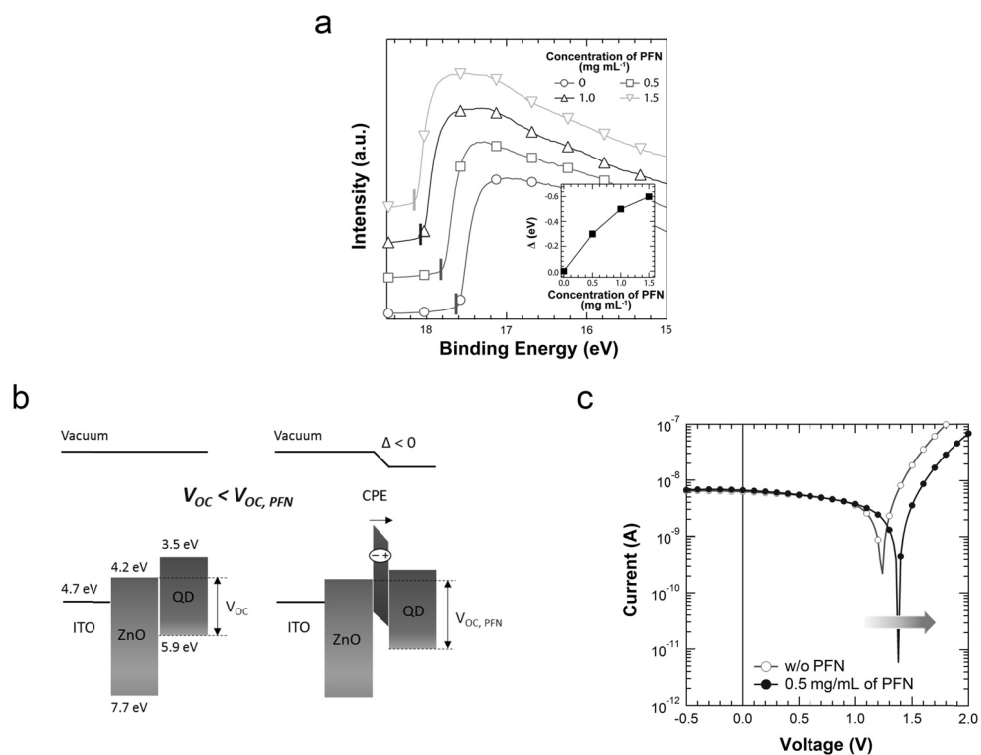 a
Concentration of PFN
(mg mL⁻¹)
0 0.5
1.0 1.5
Intensity (a.u.)
-0.6
-0.4
-0.2
0.0
Δ (eV)
0.0 0.5 1.0 1.5
Concentration of PFN
(mg mL⁻¹)
18 17 16 15
Binding Energy (eV)
b
Vacuum
Vacuum
Δ < 0
V_OC < V_OC, PFN
CPE
3.5 eV
4.2 eV
4.7 eV
QD
V_OC
ITO
ZnO
5.9 eV
7.7 eV
− +
QD
V_OC, PFN
ITO
ZnO
c
10⁻⁷
10⁻⁸
10⁻⁹
10⁻¹⁰
10⁻¹¹
10⁻¹²
Current (A)
w/o PFN
0.5 mg/mL of PFN
-0.5 0.0 0.5 1.0 1.5 2.0
Voltage (V)